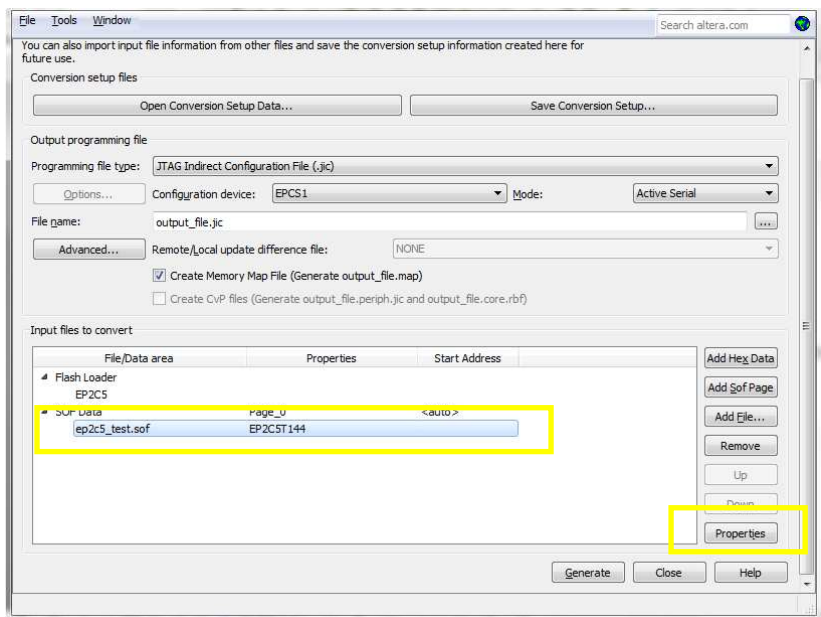 File Tools Window Search altera.com
You can also import input file information from other files and save the conversion setup information created here for
future use.
Conversion setup files
Open Conversion Setup Data... Save Conversion Setup...
Output programming file
Programming file type: JTAG Indirect Configuration File (.jic)
Options... Configuration device: EPCS1 Mode: Active Serial
File name: output_file.jic ...
Advanced... Remote/Local update difference file: NONE
Create Memory Map File (Generate output_file.map)
Create CvP files (Generate output_file.periph.jic and output_file.core.rbf)
Input files to convert
File/Data area Properties Start Address
Flash Loader
EP2C5
SOF Data Page_0 <auto>
ep2c5_test.sof EP2C5T144
Add Hex Data
Add Sof Page
Add File...
Remove
Up
Down
Properties
Generate Close Help